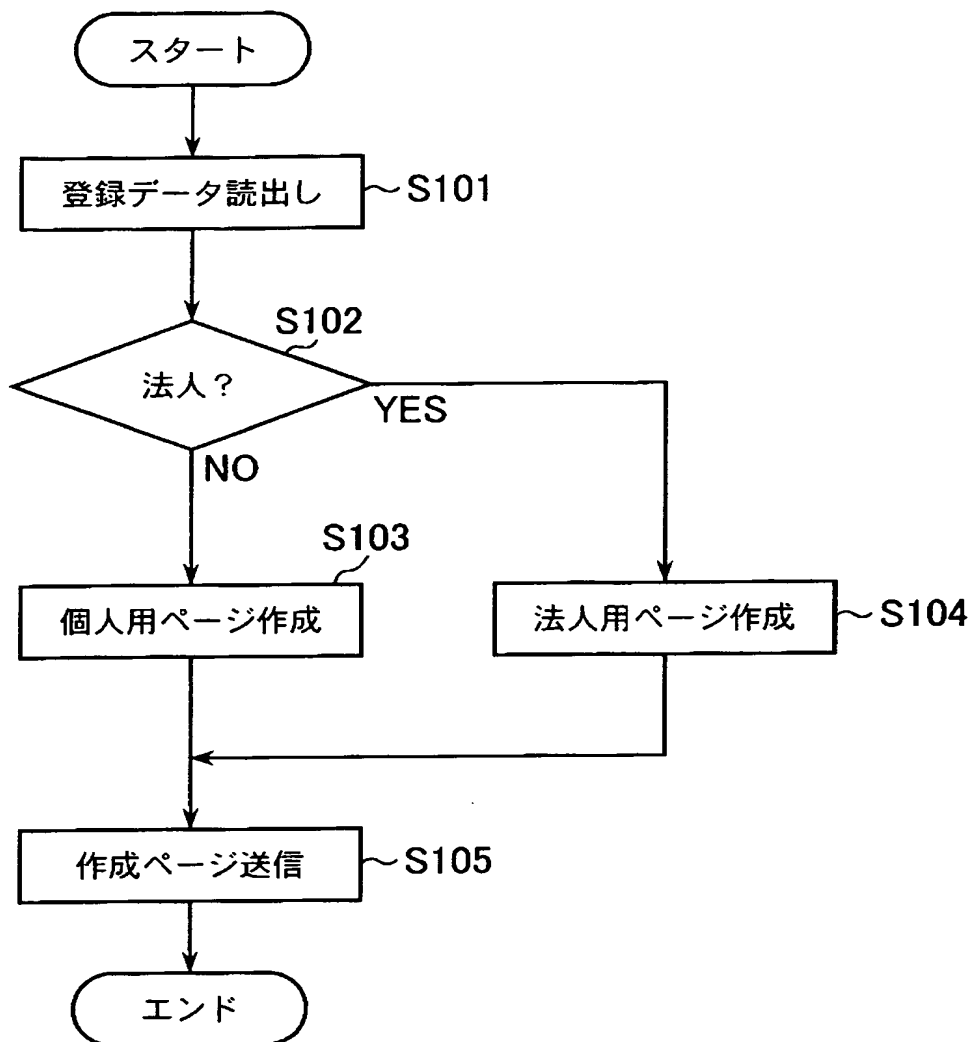 スタート
登録データ読出し
S101
S102
法人？
YES
NO
S103
個人用ページ作成
法人用ページ作成
S104
作成ページ送信
S105
エンド